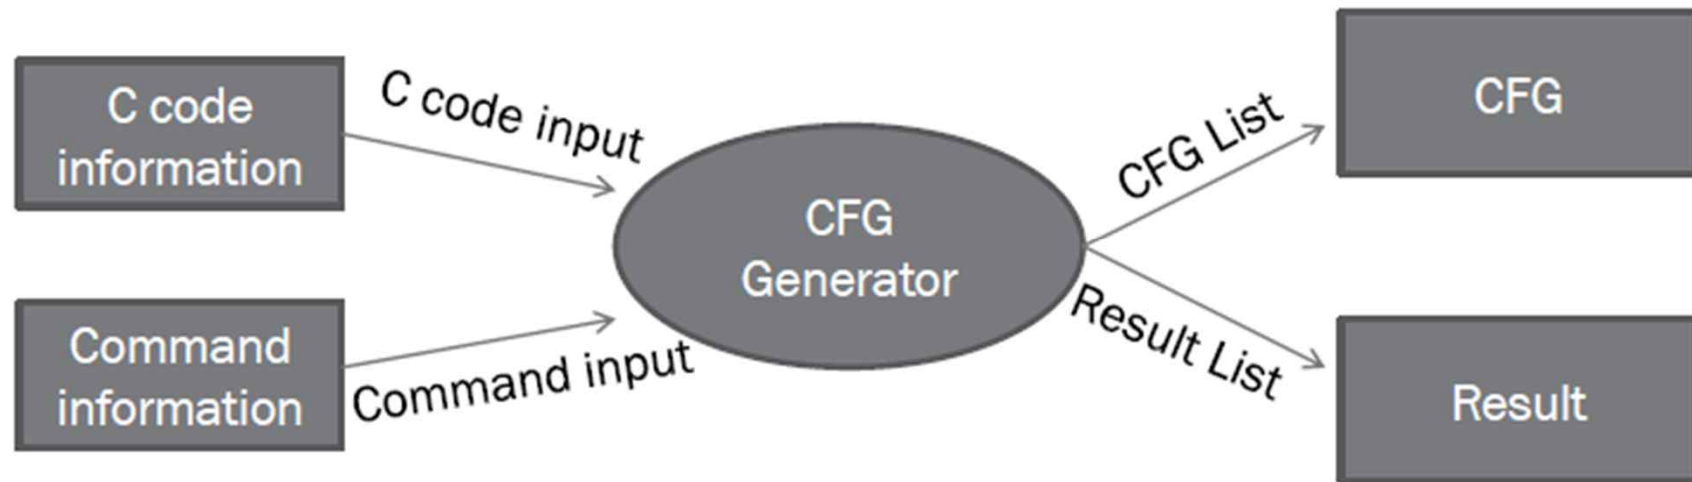 C code
information
C code input
Command
information
Command input
CFG
Generator
CFG List
Result List
CFG
Result